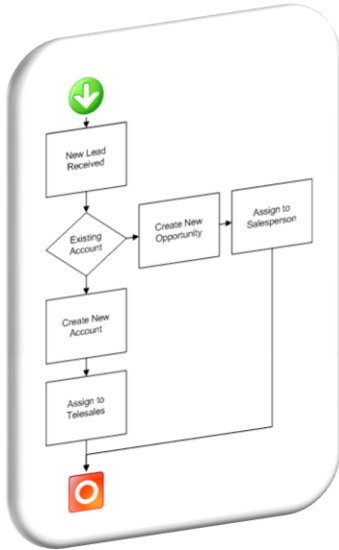 New Lead
Received
Existing
Account
Create New
Opportunity
Assign to
Salesperson
Create New
Account
Assign to
Telesales